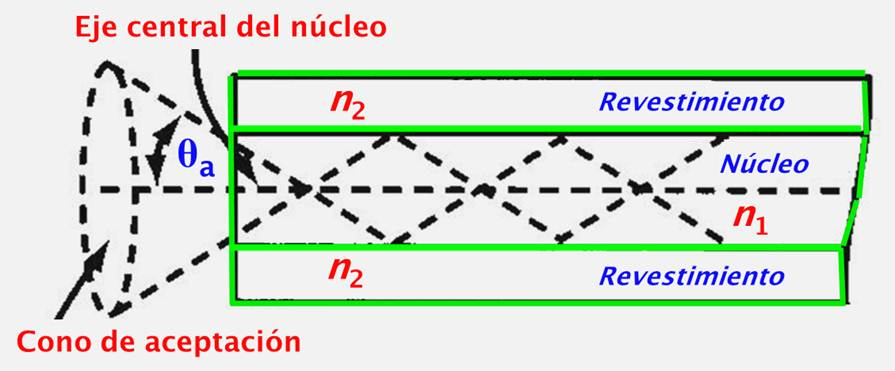 Eje central del núcleo
n2
Revestimiento
θa
Núcleo
n1
n2
Revestimiento
Cono de aceptación